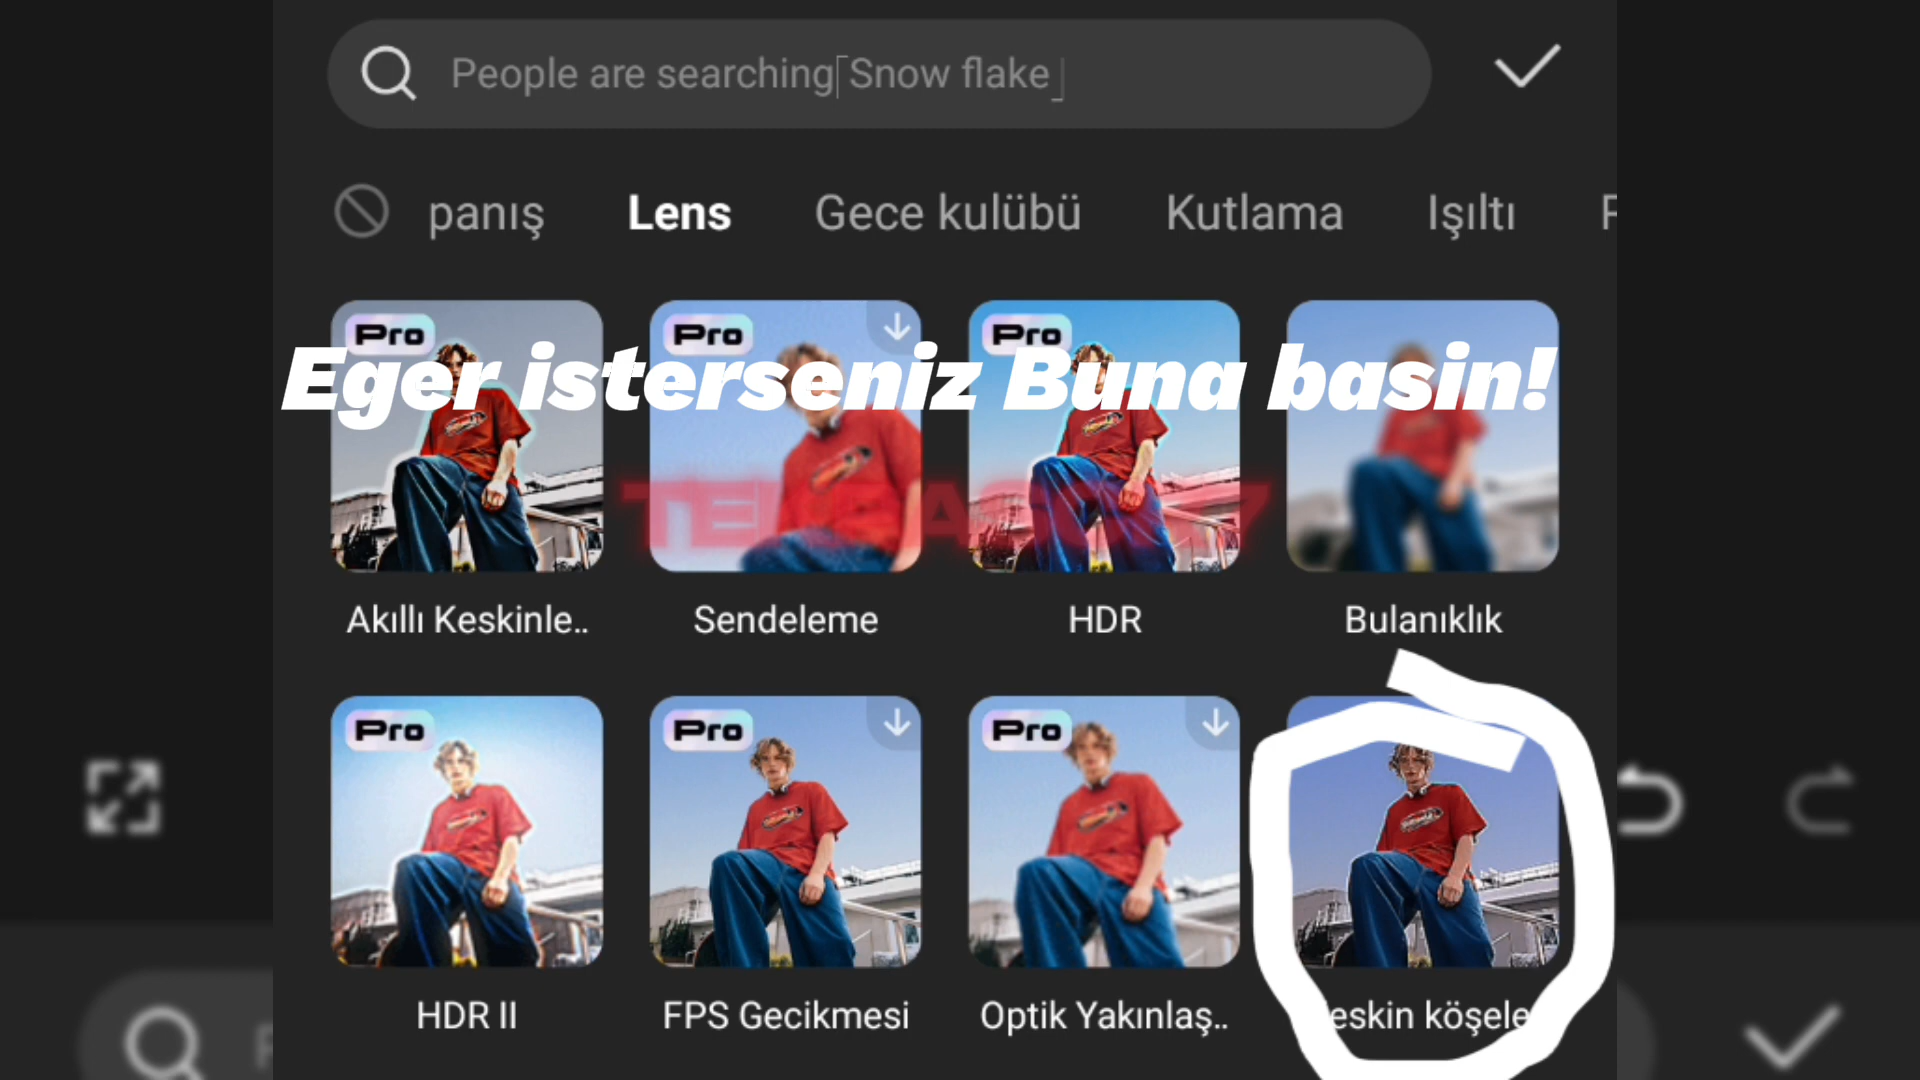 People are searching「Snow flake」
panış Lens Gece kulübü Kutlama Işıltı
Pro Pro Pro
Eger isterseniz Buna basin!
Akıllı Keskinle.. Sendeleme HDR Bulanıklık
Pro Pro Pro
HDR II FPS Gecikmesi Optik Yakınlaş.. eskin köşele